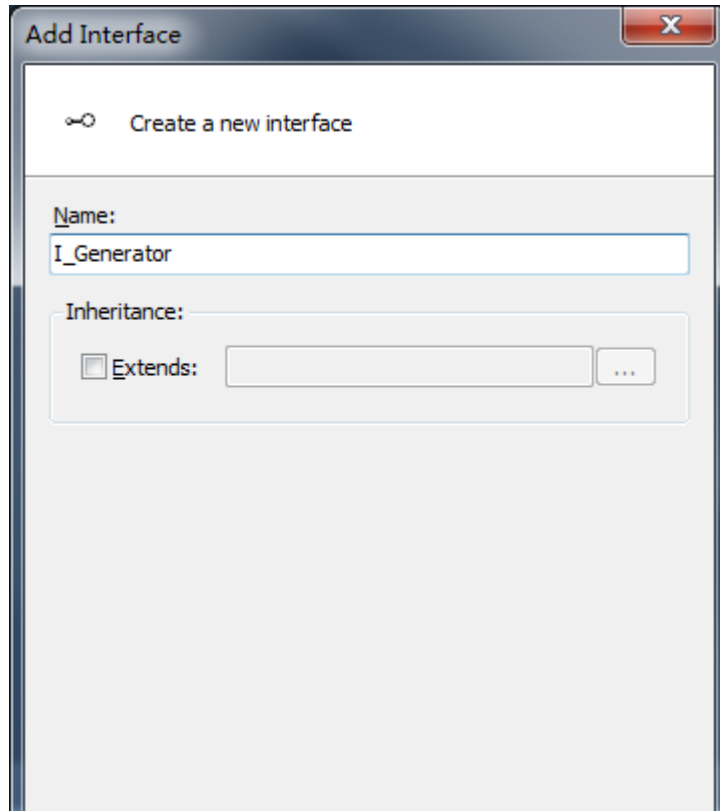 Add Interface
Create a new interface
Name:
I_Generator
Inheritance:
Extends:
...